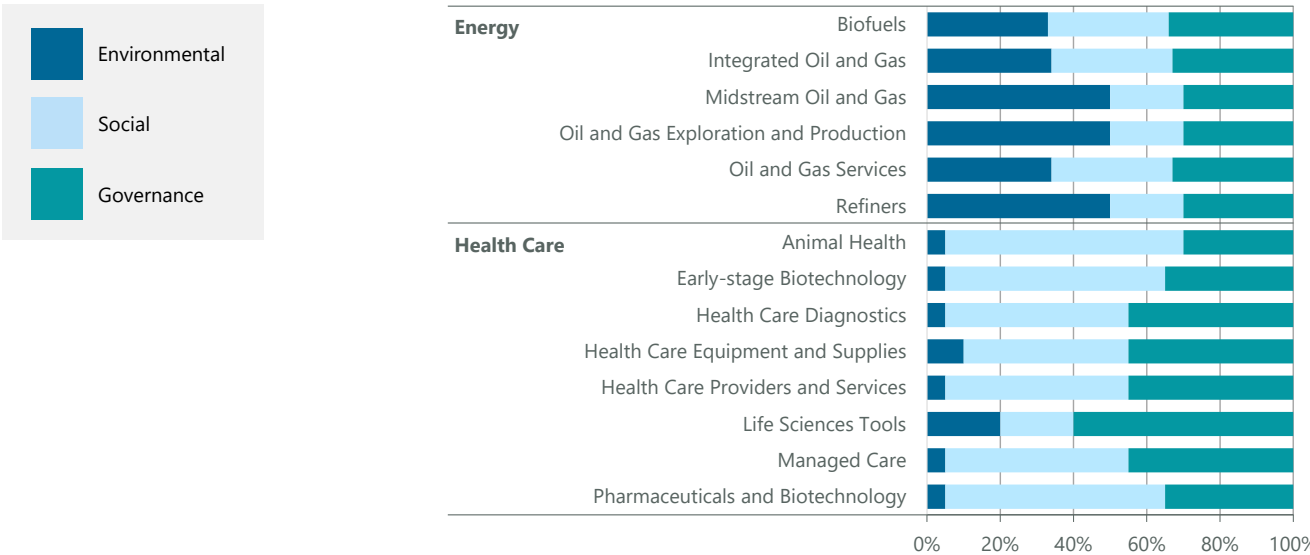 Environmental
Social
Governance
Energy
Biofuels
Integrated Oil and Gas
Midstream Oil and Gas
Oil and Gas Exploration and Production
Oil and Gas Services
Refiners
Health Care
Animal Health
Early-stage Biotechnology
Health Care Diagnostics
Health Care Equipment and Supplies
Health Care Providers and Services
Life Sciences Tools
Managed Care
Pharmaceuticals and Biotechnology
0% 20% 40% 60% 80% 100%